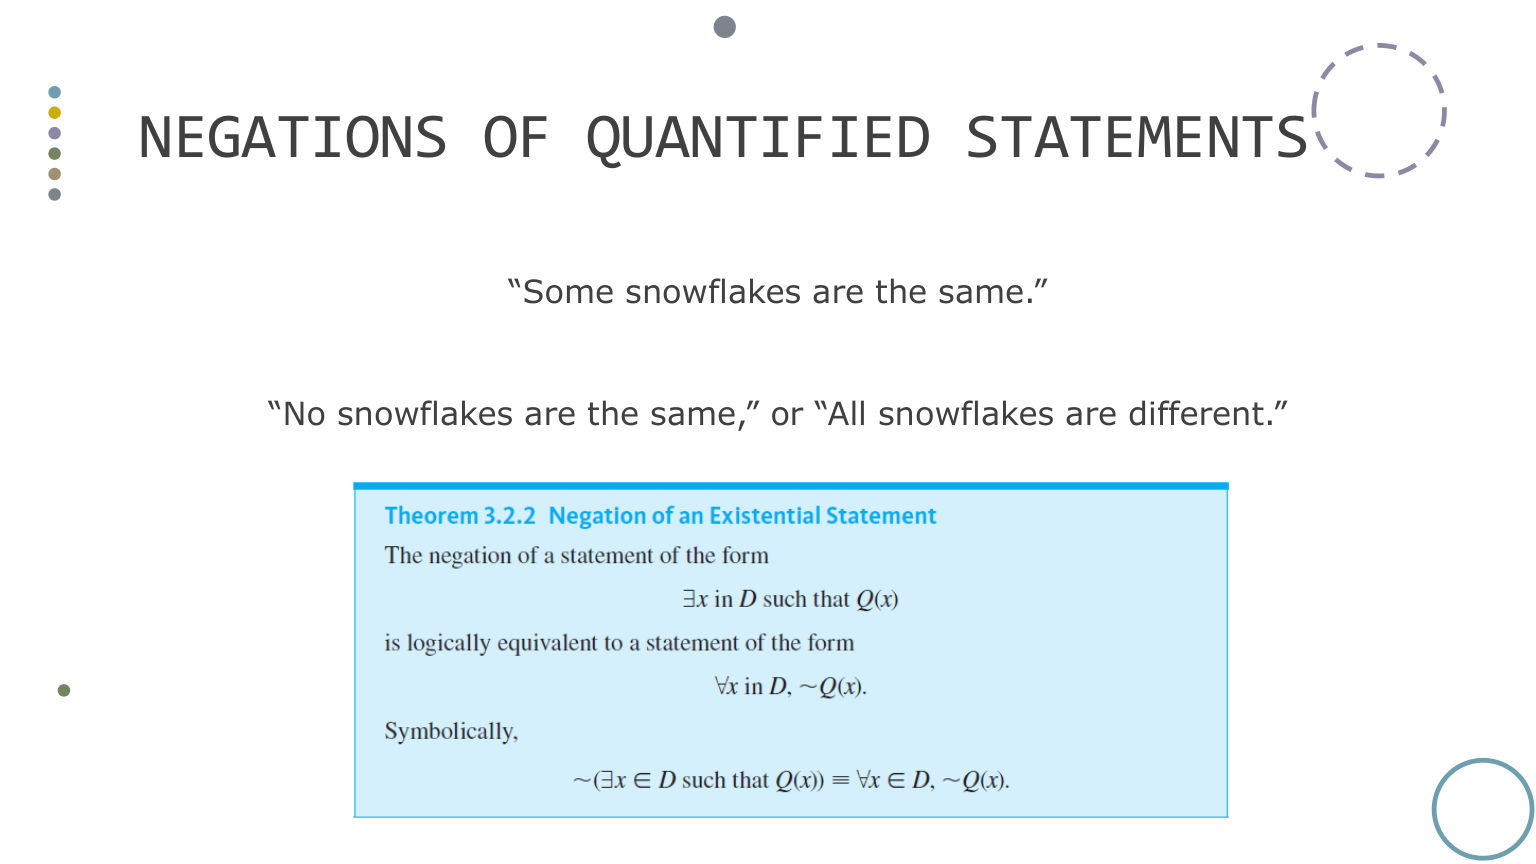 NEGATIONS OF QUANTIFIED STATEMENTS
“Some snowflakes are the same.”
“No snowflakes are the same,” or “All snowflakes are different.”
Theorem 3.2.2 Negation of an Existential Statement
The negation of a statement of the form
∃x in D such that Q(x)
is logically equivalent to a statement of the form
∀x in D, ~Q(x).
Symbolically,
~(∃x ∈ D such that Q(x)) ≡ ∀x ∈ D, ~Q(x).